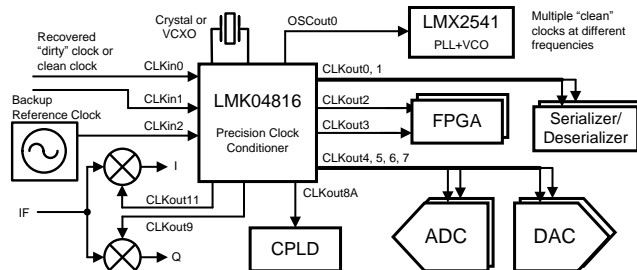 Crystal or
VCXO
OSCout0
LMX2541
PLL+VCO
Multiple “clean”
clocks at different
frequencies
Recovered
“dirty” clock or
clean clock
CLKin0
CLKin1
Backup
Reference Clock
CLKin2
LMK04816
Precision Clock
Conditioner
CLKout0, 1
CLKout2
CLKout3
FPGA
Serializer/
Deserializer
CLKout4, 5, 6, 7
I
CLKout11
CLKout8A
IF
CLKout9
Q
CPLD
ADC
DAC